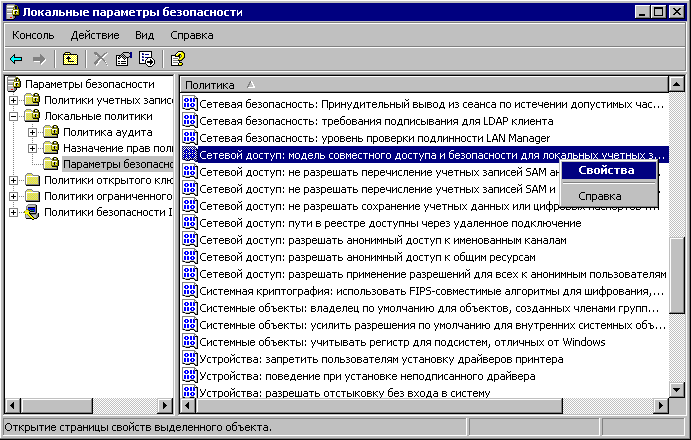 Локальные параметры безопасности
Консоль Действие Вид Справка
Параметры безопасности
Политики учетных записе
Локальные политики
Политика аудита
Назначение прав пол
Параметры безопасно
Политики открытого клю
Политики ограниченного
Политики безопасности I
Политика
Сетевая безопасность: Принудительный вывод из сеанса по истечении допустимых час...
Сетевая безопасность: требования подписывания для LDAP клиента
Сетевая безопасность: уровень проверки подлинности LAN Manager
Сетевой доступ: модель совместного доступа и безопасности для локальных учетных з...
Сетевой доступ: не разрешать перечисление учетных записей SAM ан
Сетевой доступ: не разрешать перечисление учетных записей SAM и
Сетевой доступ: не разрешать сохранение учетных данных или цифровых паспортов
Сетевой доступ: пути в реестре доступны через удаленное подключение
Сетевой доступ: разрешать анонимный доступ к именованным каналам
Сетевой доступ: разрешать анонимный доступ к общим ресурсам
Сетевой доступ: разрешать применение разрешений для всех к анонимным пользователям
Системная криптография: использовать FIPS-совместимые алгоритмы для шифрования,...
Системные объекты: владелец по умолчанию для объектов, созданных членами групп...
Системные объекты: усилить разрешения по умолчанию для внутренних системных объ...
Системные объекты: учитывать регистр для подсистем, отличных от Windows
Устройства: запретить пользователям установку драйверов принтера
Устройства: поведение при установке неподписанного драйвера
Устройства: разрешать отстыковку без входа в систему
Свойства
Справка
Открытие страницы свойств выделенного объекта.